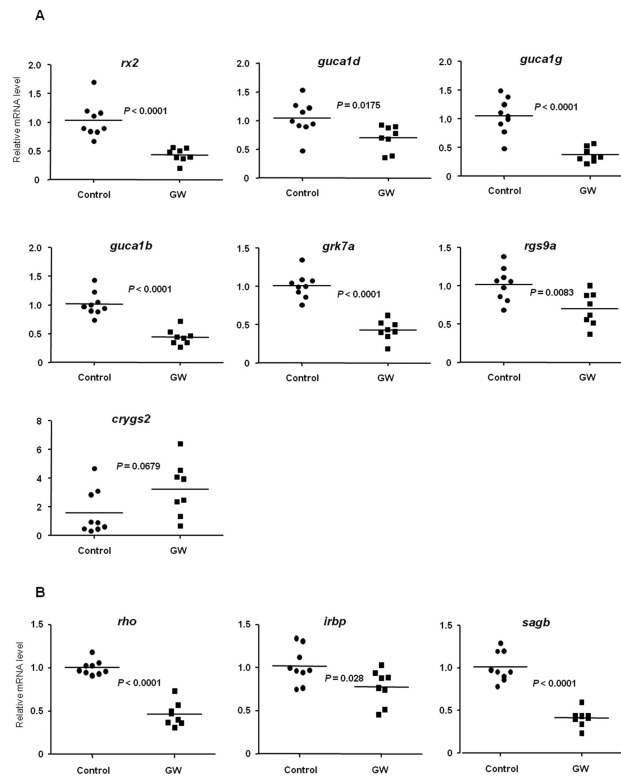 A
rx2
guca1d
guca1g
Relative mRNA level
2.0
1.5
1.0
0.5
0
P < 0.0001
Control
GW
2.0
1.5
1.0
0.5
0
P = 0.0175
Control
GW
2.0
1.5
1.0
0.5
0
P < 0.0001
Control
GW
guca1b
grk7a
rgs9a
2.0
1.5
1.0
0.5
0
P < 0.0001
Control
GW
1.5
1.0
0.5
0
P < 0.0001
Control
GW
1.5
1.0
0.5
0
P = 0.0083
Control
GW
crygs2
8
6
4
2
0
P = 0.0679
Control
GW
B
rho
irbp
sagb
Relative mRNA level
1.5
1.0
0.5
0
P < 0.0001
Control
GW
1.5
1.0
0.5
0
P = 0.028
Control
GW
1.5
1.0
0.5
0
P < 0.0001
Control
GW